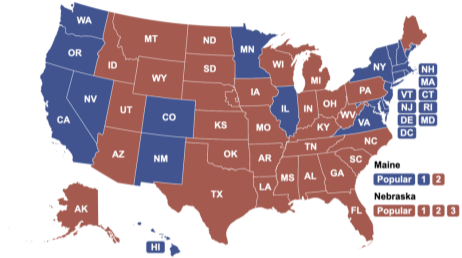 WA
MT
ND
MN
OR
ID
SD
WI
MI
NY
NH
MA
WY
IA
PA
VT CT
NV
NE
IL
IN
OH
NJ RI
UT
CO
WV
VA
DE MD
CA
KS
MO
KY
DC
AZ
NM
OK
AR
TN
NC
SC
Maine
MS
AL
GA
Popular 1 2
TX
LA
Nebraska
AK
FL
Popular 1 2 3
HI